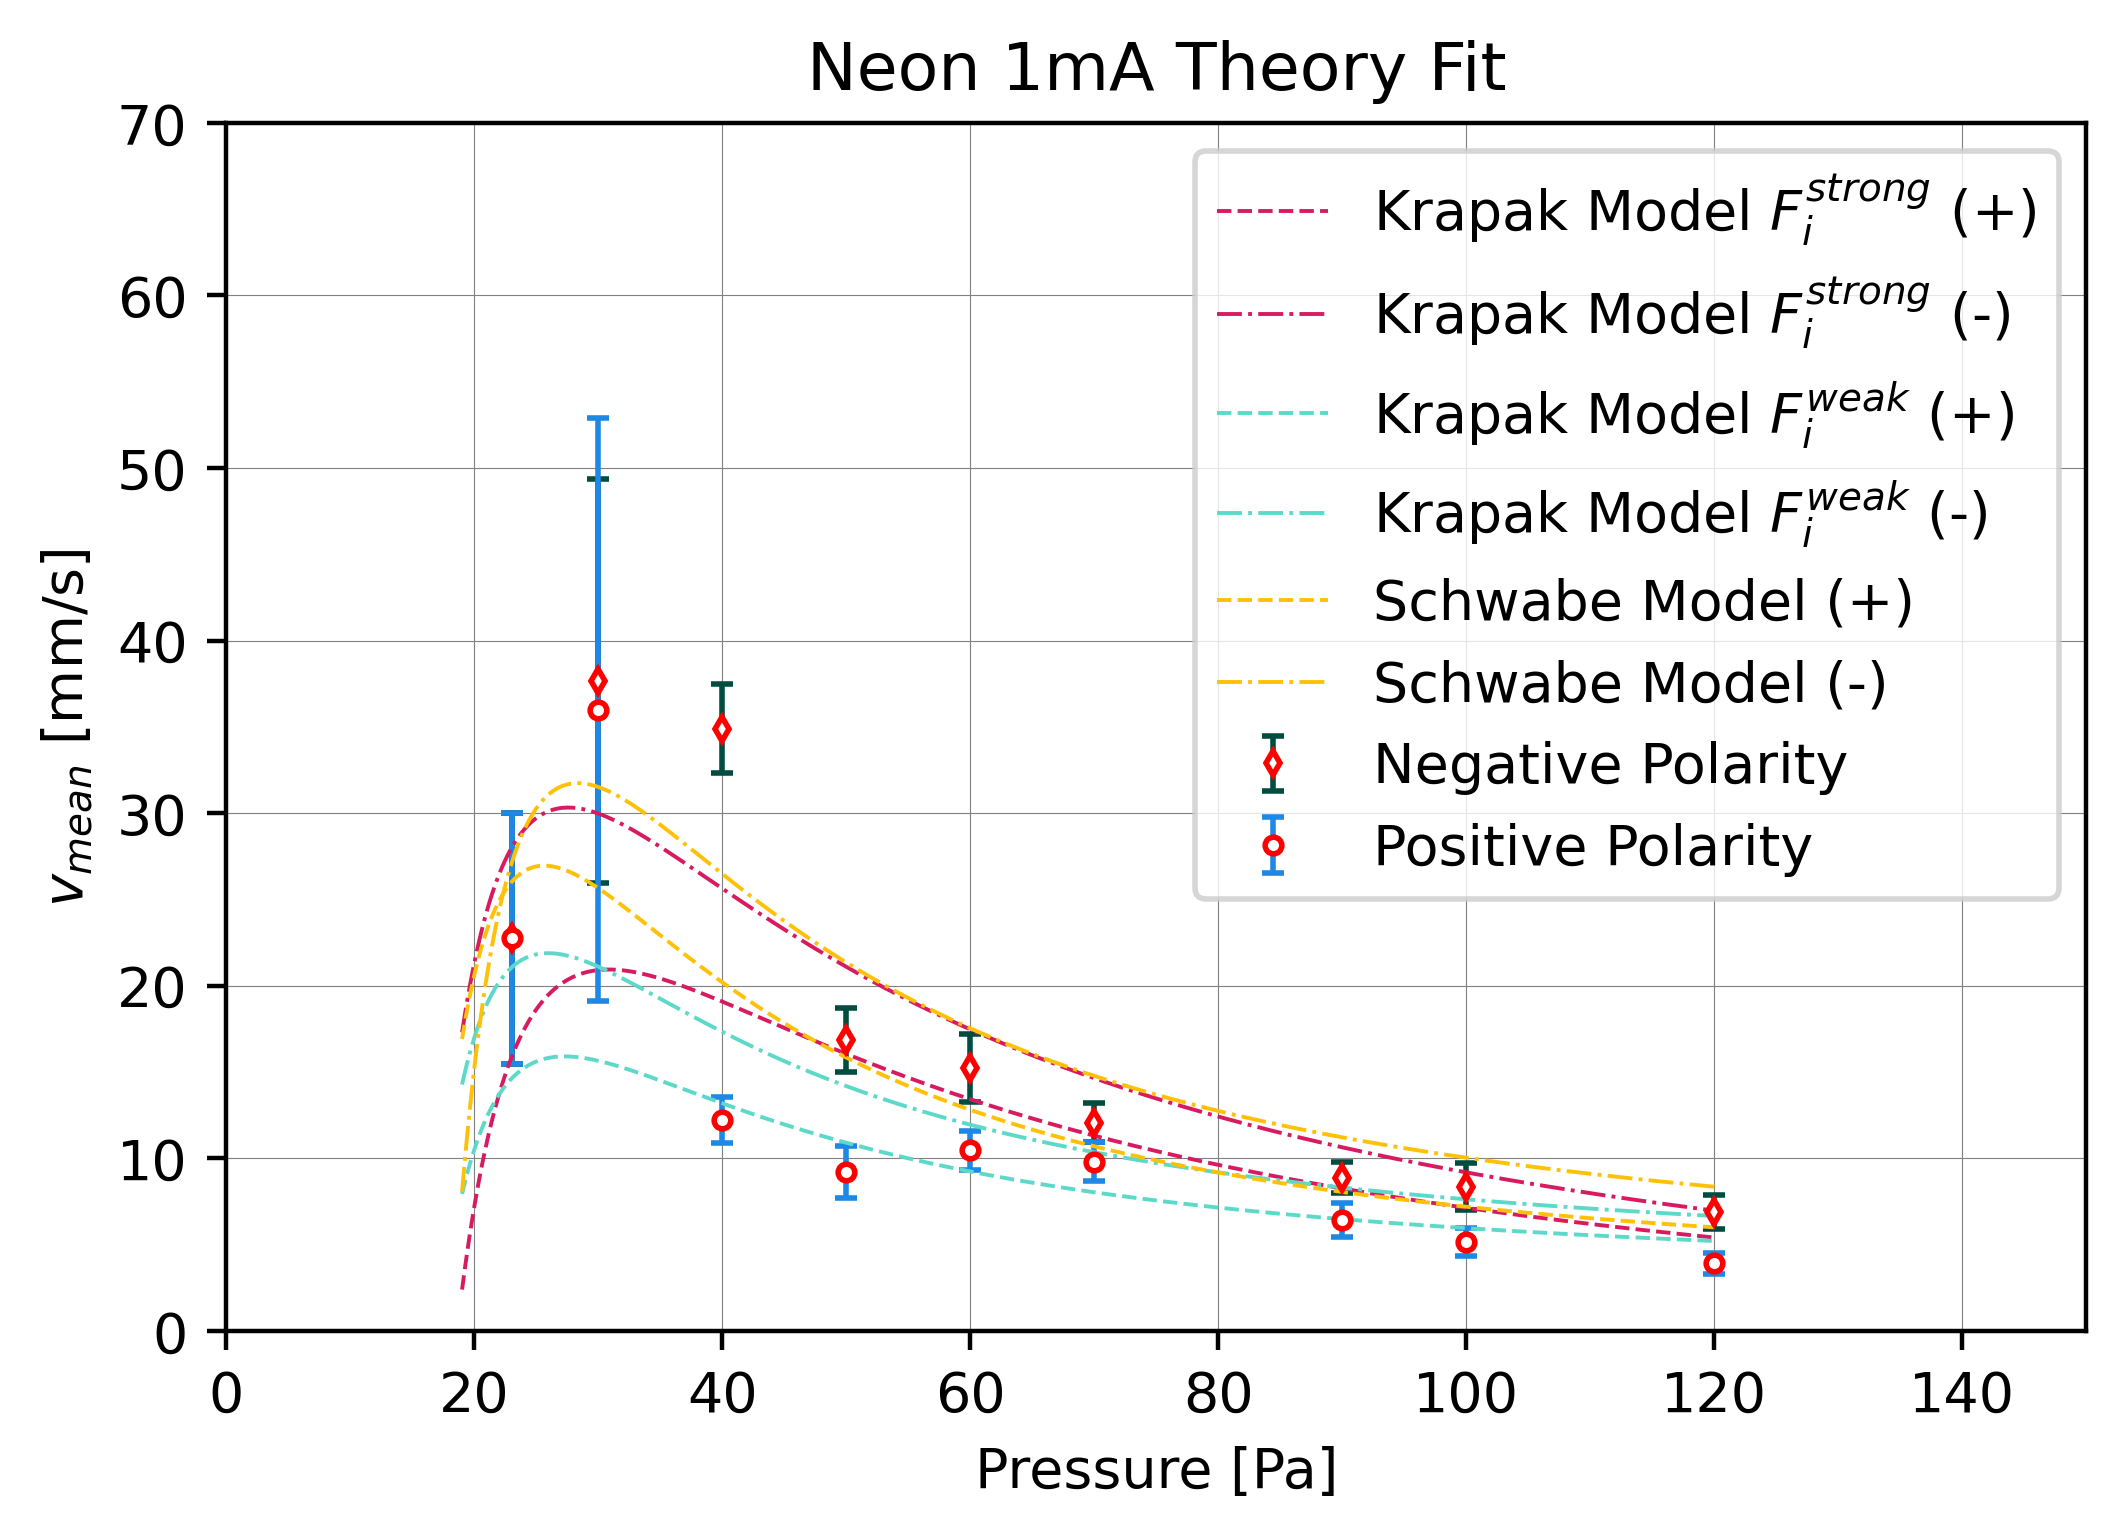 Neon 1mA Theory Fit
70
60
50
40
30
20
10
0
v_mean [mm/s]
Krapak Model F_i^strong (+)
Krapak Model F_i^strong (-)
Krapak Model F_i^weak (+)
Krapak Model F_i^weak (-)
Schwabe Model (+)
Schwabe Model (-)
Negative Polarity
Positive Polarity
0 20 40 60 80 100 120 140
Pressure [Pa]